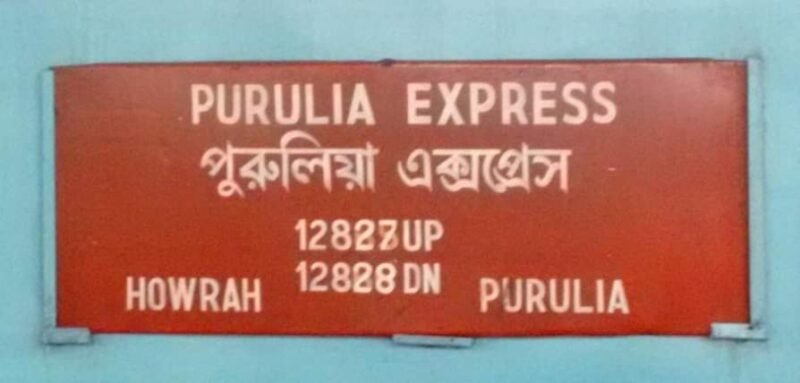 PURULIA EXPRESS
পুরুলিয়া এক্সপ্রেস
12827 UP
12828 DN
HOWRAH PURULIA